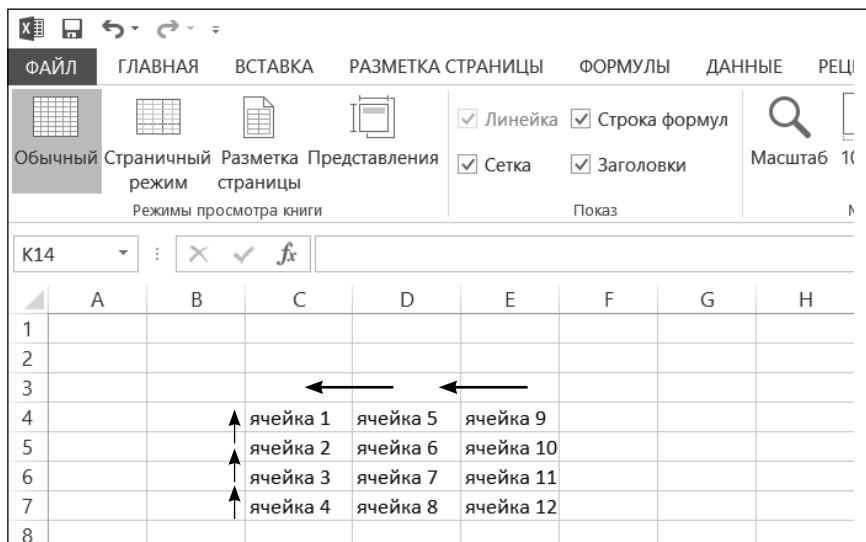 ФАЙЛ ГЛАВНАЯ ВСТАВКА РАЗМЕТКА СТРАНИЦЫ ФОРМУЛЫ ДАННЫЕ РЕЦ
Линейка Строка формул
Обычный Страничный режим Разметка страницы Представления
Сетка Заголовки
Масштаб 10
Режимы просмотра книги Показ
K14 fx
A B C D E F G H
1
2
3
4 ячейка 1 ячейка 5 ячейка 9
5 ячейка 2 ячейка 6 ячейка 10
6 ячейка 3 ячейка 7 ячейка 11
7 ячейка 4 ячейка 8 ячейка 12
8